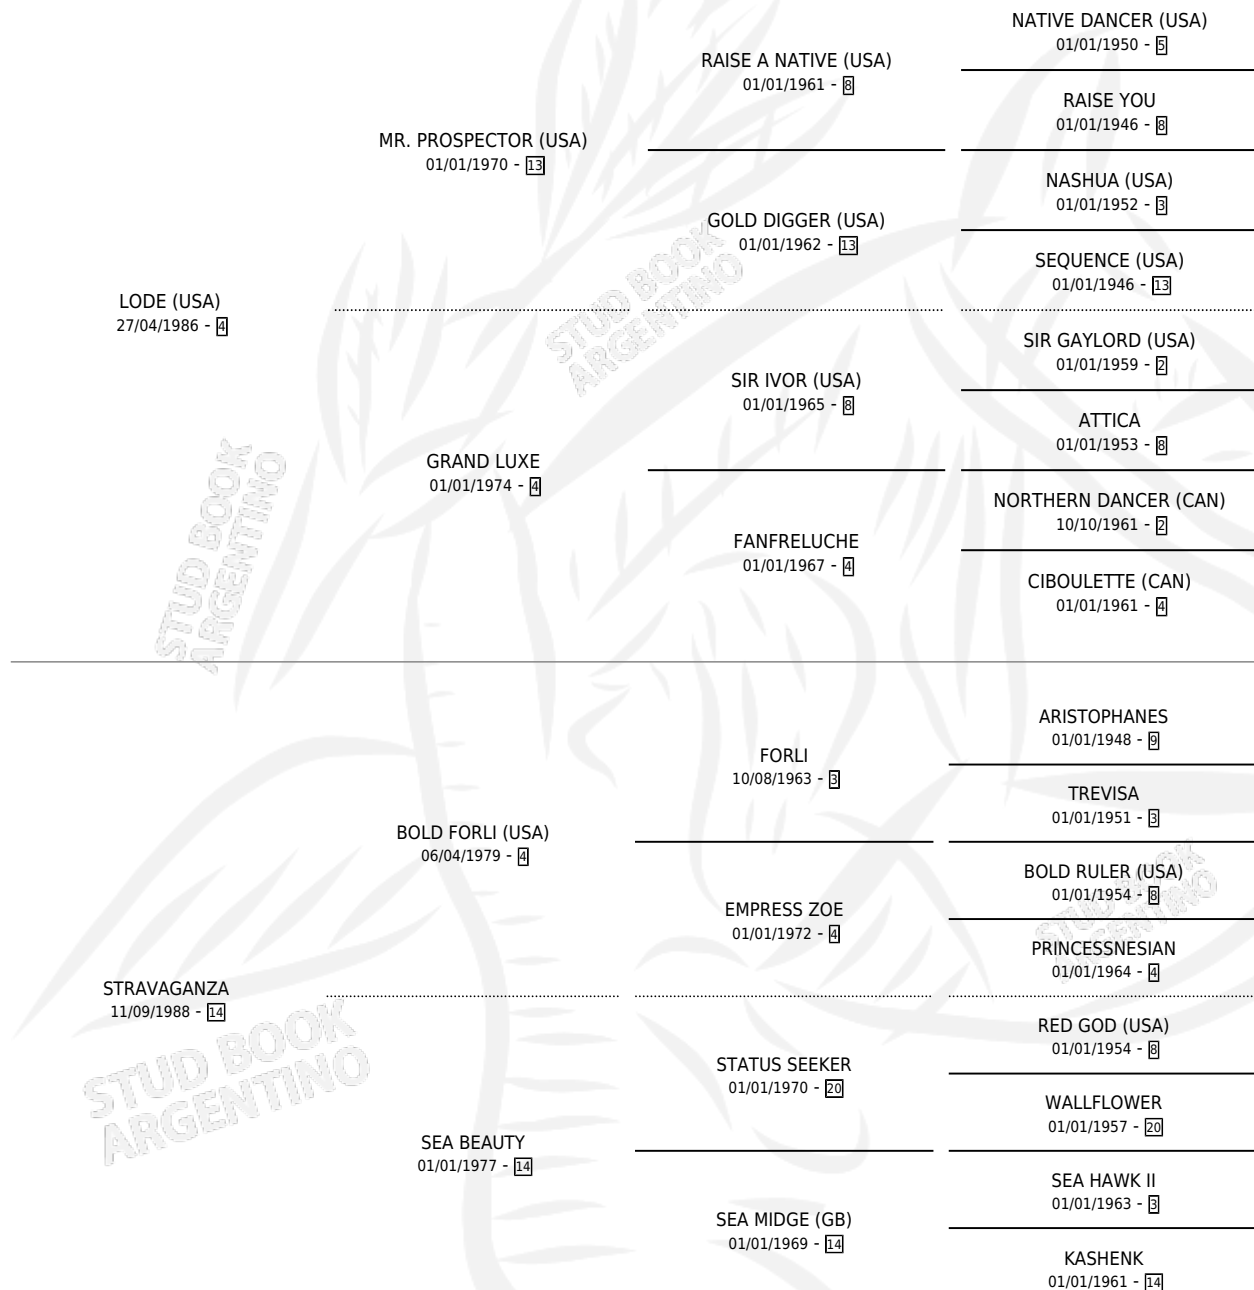 NATIVE DANCER (USA)
01/01/1950 - 5
RAISE A NATIVE (USA)
01/01/1961 - 8
RAISE YOU
01/01/1946 - 8
MR. PROSPECTOR (USA)
01/01/1970 - 13
NASHUA (USA)
01/01/1952 - 3
GOLD DIGGER (USA)
01/01/1962 - 13
SEQUENCE (USA)
01/01/1946 - 13
LODE (USA)
27/04/1986 - 4
STUD BOOK
ARGENTINO
SIR GAYLORD (USA)
01/01/1959 - 2
SIR IVOR (USA)
01/01/1965 - 8
ATTICA
01/01/1953 - 8
GRAND LUXE
01/01/1974 - 4
NORTHERN DANCER (CAN)
10/10/1961 - 2
FANFRELUCHE
01/01/1967 - 4
CIBOULETTE (CAN)
01/01/1961 - 4
STUD BOOK
ARGENTINO
ARISTOPHANES
01/01/1948 - 9
FORLI
10/08/1963 - 3
TREVISA
01/01/1951 - 3
BOLD FORLI (USA)
06/04/1979 - 4
BOLD RULER (USA)
01/01/1954 - 8
EMPRESS ZOE
01/01/1972 - 4
PRINCESSNESIAN
01/01/1964 - 4
STUD BOOK
ARGENTINO
STRAVAGANZA
11/09/1988 - 14
RED GOD (USA)
01/01/1954 - 8
STATUS SEEKER
01/01/1970 - 20
WALLFLOWER
01/01/1957 - 20
STUD BOOK
ARGENTINO
SEA BEAUTY
01/01/1977 - 14
SEA HAWK II
01/01/1963 - 3
SEA MIDGE (GB)
01/01/1969 - 14
KASHENK
01/01/1961 - 14